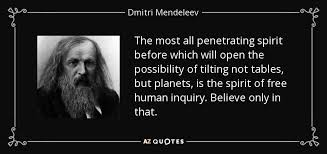 Dmitri Mendeleev
The most all penetrating spirit
before which will open the
possibility of tilting not tables,
but planets, is the spirit of free
human inquiry. Believe only in
that.
AZ QUOTES